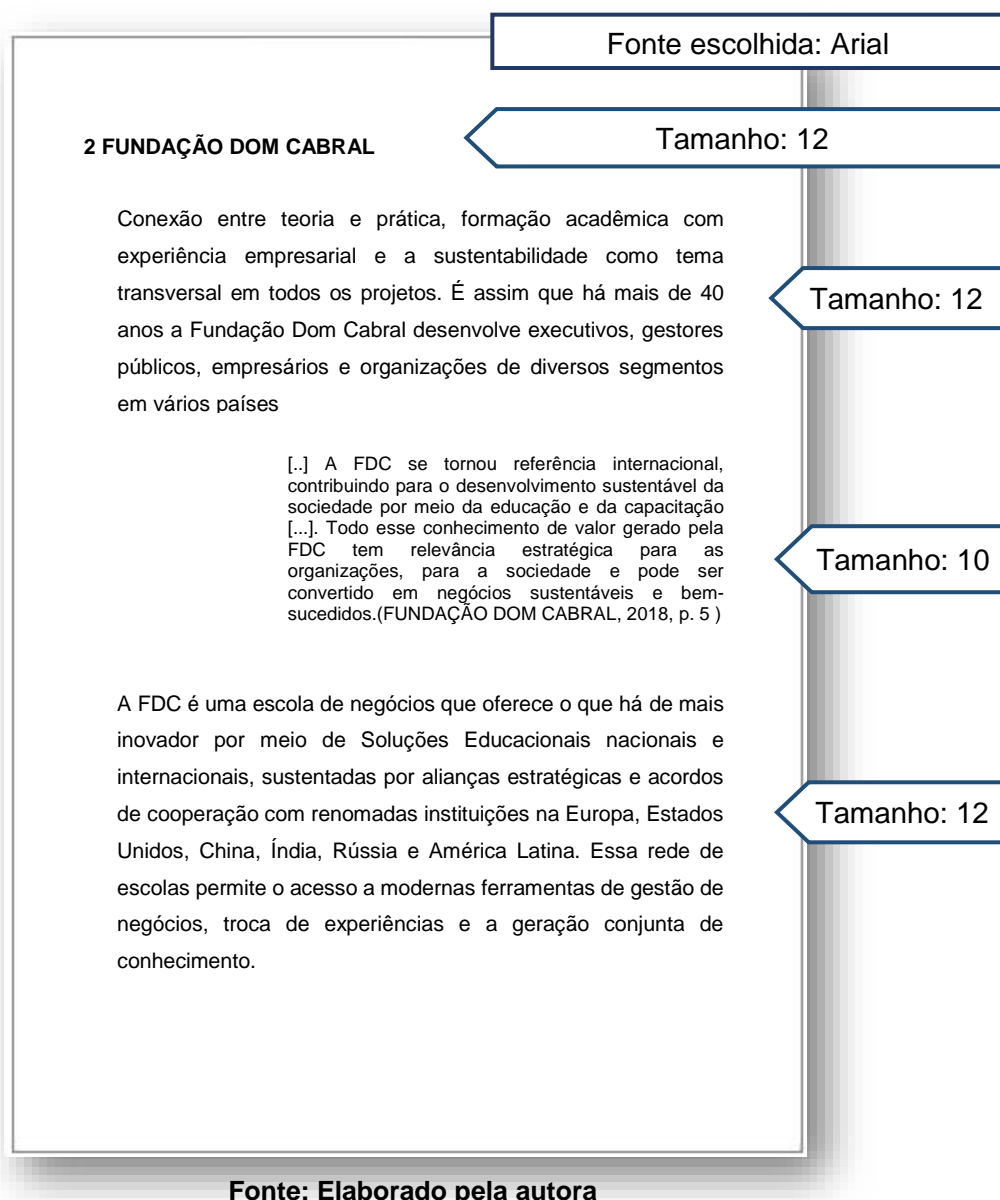 Fonte escolhida: Arial
2 FUNDAÇÃO DOM CABRAL
Tamanho: 12
Conexão entre teoria e prática, formação acadêmica com
experiência empresarial e a sustentabilidade como tema
transversal em todos os projetos. É assim que há mais de 40
anos a Fundação Dom Cabral desenvolve executivos, gestores
públicos, empresários e organizações de diversos segmentos
em vários países
Tamanho: 12
[..] A FDC se tornou referência internacional,
contribuindo para o desenvolvimento sustentável da
sociedade por meio da educação e da capacitação
[...]. Todo esse conhecimento de valor gerado pela
FDC tem relevância estratégica para as
organizações, para a sociedade e pode ser
convertido em negócios sustentáveis e bem-
sucedidos.(FUNDAÇÃO DOM CABRAL, 2018, p. 5 )
Tamanho: 10
A FDC é uma escola de negócios que oferece o que há de mais
inovador por meio de Soluções Educacionais nacionais e
internacionais, sustentadas por alianças estratégicas e acordos
de cooperação com renomadas instituições na Europa, Estados
Unidos, China, Índia, Rússia e América Latina. Essa rede de
escolas permite o acesso a modernas ferramentas de gestão de
negócios, troca de experiências e a geração conjunta de
conhecimento.
Tamanho: 12
Fonte: Elaborado pela autora